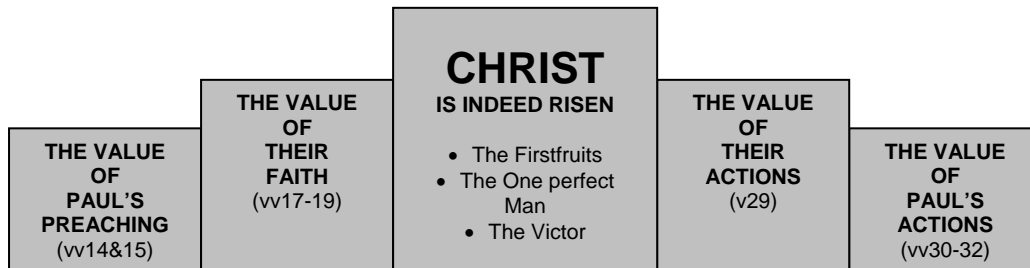 THE VALUE
OF
PAUL'S
PREACHING
(vv14&15)
THE VALUE
OF
THEIR
FAITH
(vv17-19)
CHRIST
IS INDEED RISEN
• The Firstfruits
• The One perfect
Man
• The Victor
THE VALUE
OF
THEIR
ACTIONS
(v29)
THE VALUE
OF
PAUL'S
ACTIONS
(vv30-32)